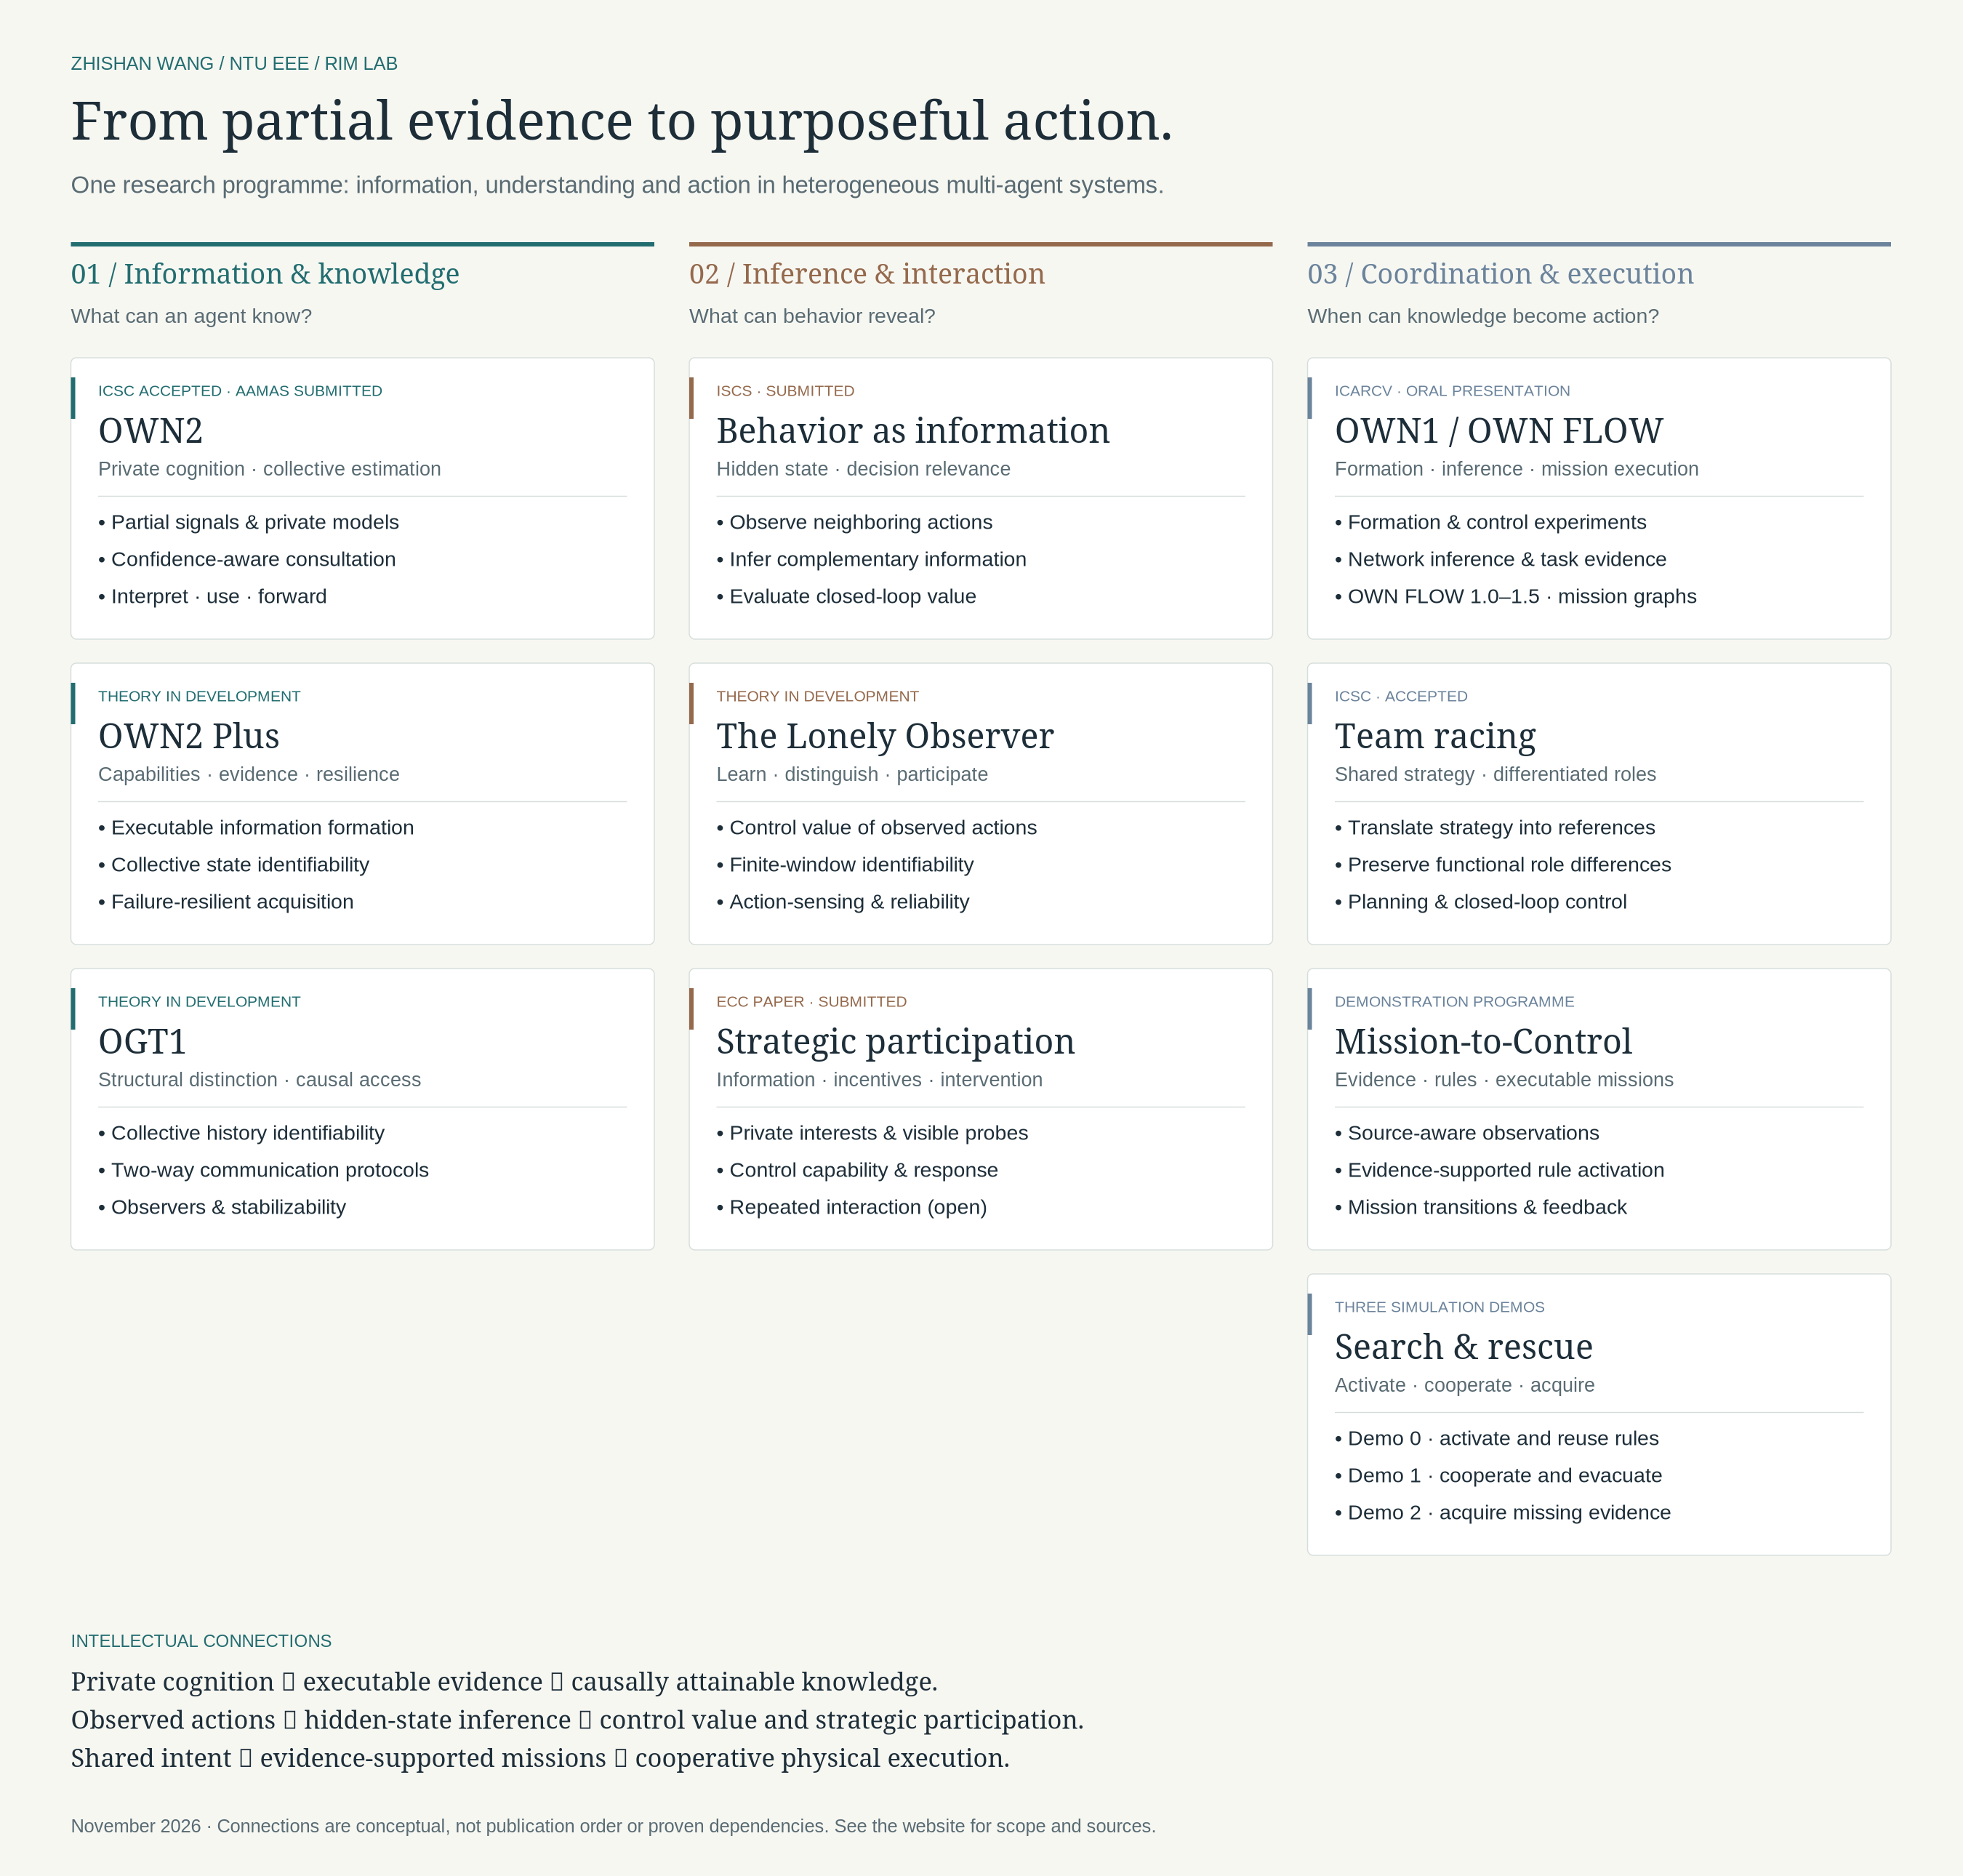 ZHISHAN WANG / NTU EEE / RIM LAB
From partial evidence to purposeful action.
One research programme: information, understanding and action in heterogeneous multi-agent systems.
01 / Information & knowledge
What can an agent know?
ICSC ACCEPTED · AAMAS SUBMITTED
OWN2
Private cognition · collective estimation
• Partial signals & private models
• Confidence-aware consultation
• Interpret · use · forward
THEORY IN DEVELOPMENT
OWN2 Plus
Capabilities · evidence · resilience
• Executable information formation
• Collective state identifiability
• Failure-resilient acquisition
THEORY IN DEVELOPMENT
OGT1
Structural distinction · causal access
• Collective history identifiability
• Two-way communication protocols
• Observers & stabilizability
02 / Inference & interaction
What can behavior reveal?
ISCS · SUBMITTED
Behavior as information
Hidden state · decision relevance
• Observe neighboring actions
• Infer complementary information
• Evaluate closed-loop value
THEORY IN DEVELOPMENT
The Lonely Observer
Learn · distinguish · participate
• Control value of observed actions
• Finite-window identifiability
• Action-sensing & reliability
ECC PAPER · SUBMITTED
Strategic participation
Information · incentives · intervention
• Private interests & visible probes
• Control capability & response
• Repeated interaction (open)
03 / Coordination & execution
When can knowledge become action?
ICARCV · ORAL PRESENTATION
OWN1 / OWN FLOW
Formation · inference · mission execution
• Formation & control experiments
• Network inference & task evidence
• OWN FLOW 1.0–1.5 · mission graphs
ICSC · ACCEPTED
Team racing
Shared strategy · differentiated roles
• Translate strategy into references
• Preserve functional role differences
• Planning & closed-loop control
DEMONSTRATION PROGRAMME
Mission-to-Control
Evidence · rules · executable missions
• Source-aware observations
• Evidence-supported rule activation
• Mission transitions & feedback
THREE SIMULATION DEMOS
Search & rescue
Activate · cooperate · acquire
• Demo 0 · activate and reuse rules
• Demo 1 · cooperate and evacuate
• Demo 2 · acquire missing evidence
INTELLECTUAL CONNECTIONS
Private cognition ▯ executable evidence ▯ causally attainable knowledge.
Observed actions ▯ hidden-state inference ▯ control value and strategic participation.
Shared intent ▯ evidence-supported missions ▯ cooperative physical execution.
November 2026 · Connections are conceptual, not publication order or proven dependencies. See the website for scope and sources.